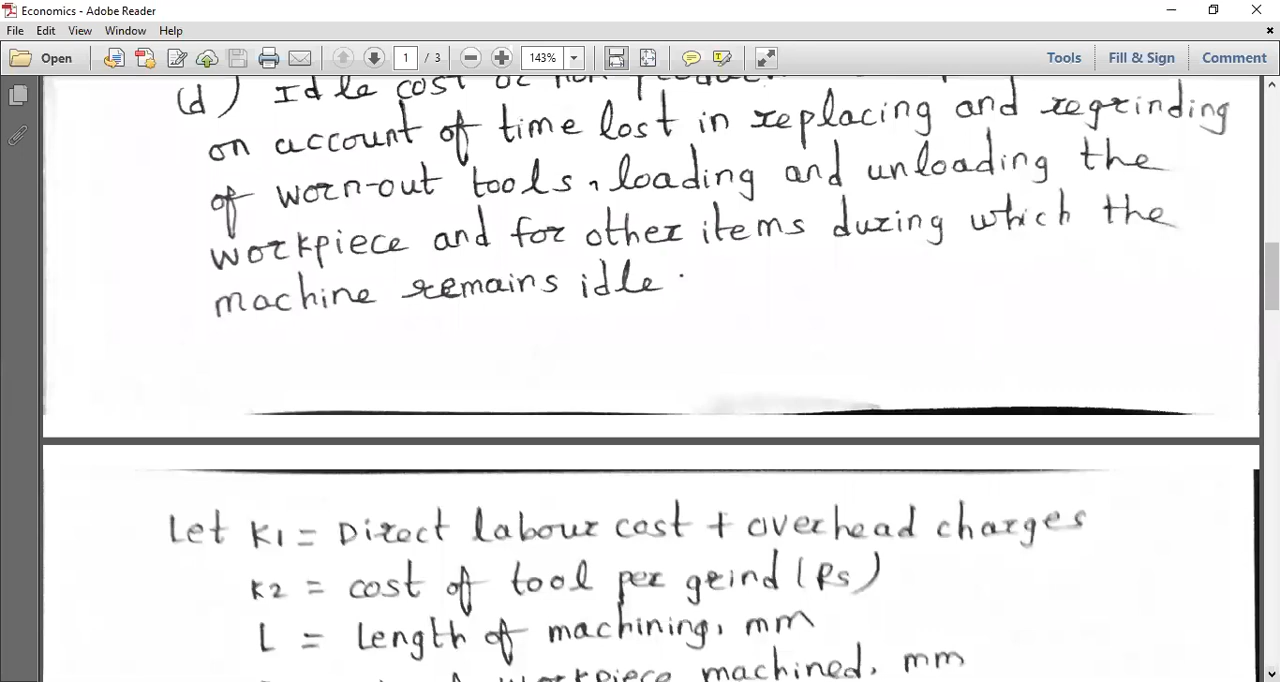 Economics - Adobe Reader
File Edit View Window Help
Open 1 / 3 143% Tools Fill & Sign Comment
(d) Idle cost or non
on account of time lost in replacing and regrinding
of worn-out tools, loading and unloading the
workpiece and for other items during which the
machine remains idle.
Let K1 = Direct labour cost + overhead charges
K2 = cost of tool per grind (Rs)
L = Length of machining, mm
workpiece machined, mm